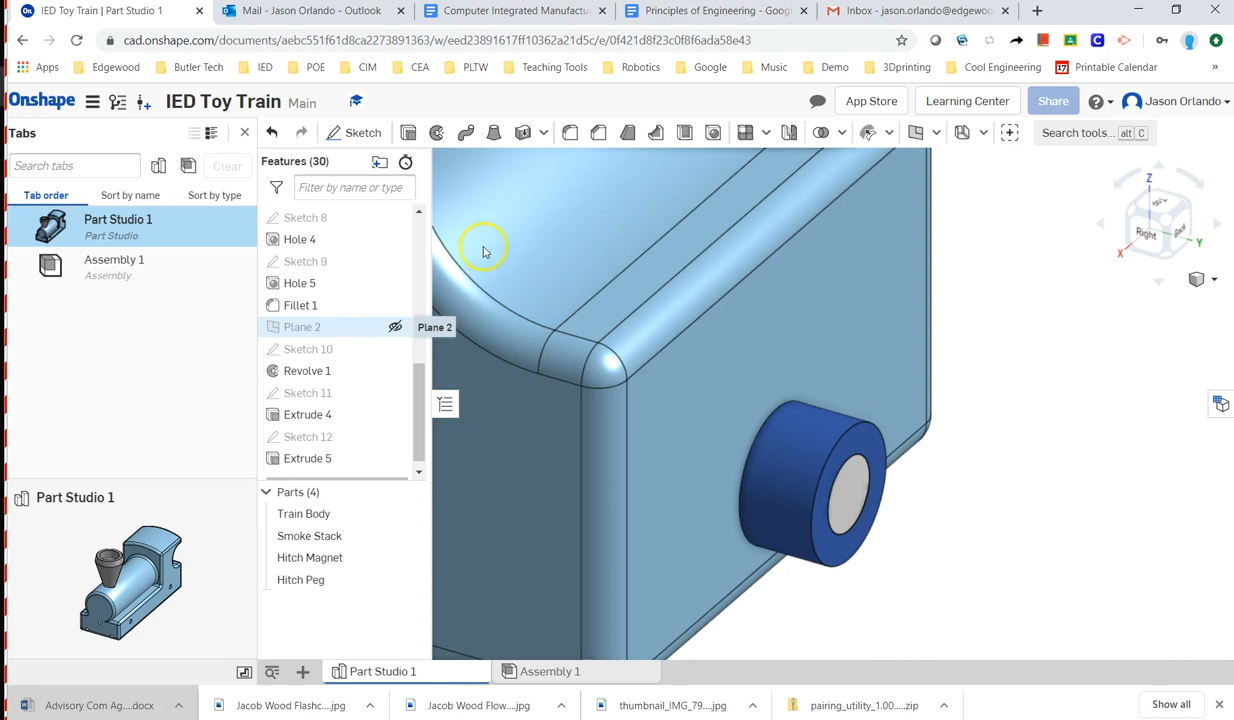 IED Toy Train | Part Studio 1
Mail - Jason Orlando - Outlook
Computer Integrated Manufactu
Principles of Engineering - Goog
Inbox - jason.orlando@edgewoo
cad.onshape.com/documents/aebc551f61d8ca2273891363/w/eed23891617ff10362a21d5c/e/0f421d8f23c0f8f6ada58e43
Apps
Edgewood
Butler Tech
IED
POE
CIM
CEA
PLTW
Teaching Tools
Robotics
Google
Music
Demo
3Dprinting
Cool Engineering
17 Printable Calendar
»
Onshape
IED Toy Train Main
App Store
Learning Center
Share
Jason Orlando
Tabs
Sketch
Search tools... alt C
Search tabs
Clear
Features (30)
Filter by name or type
Tab order
Sort by name
Sort by type
Part Studio 1
Part Studio
Assembly 1
Assembly
Sketch 8
Hole 4
Sketch 9
Hole 5
Fillet 1
Plane 2
Plane 2
Sketch 10
Revolve 1
Sketch 11
Extrude 4
Sketch 12
Extrude 5
Parts (4)
Train Body
Smoke Stack
Hitch Magnet
Hitch Peg
Part Studio 1
Z
Top
Right
Back
X
Y
Part Studio 1
Assembly 1
Advisory Com Ag....docx
Jacob Wood Flashc....jpg
Jacob Wood Flow....jpg
thumbnail_IMG_79....jpg
pairing_utility_1.00....zip
Show all